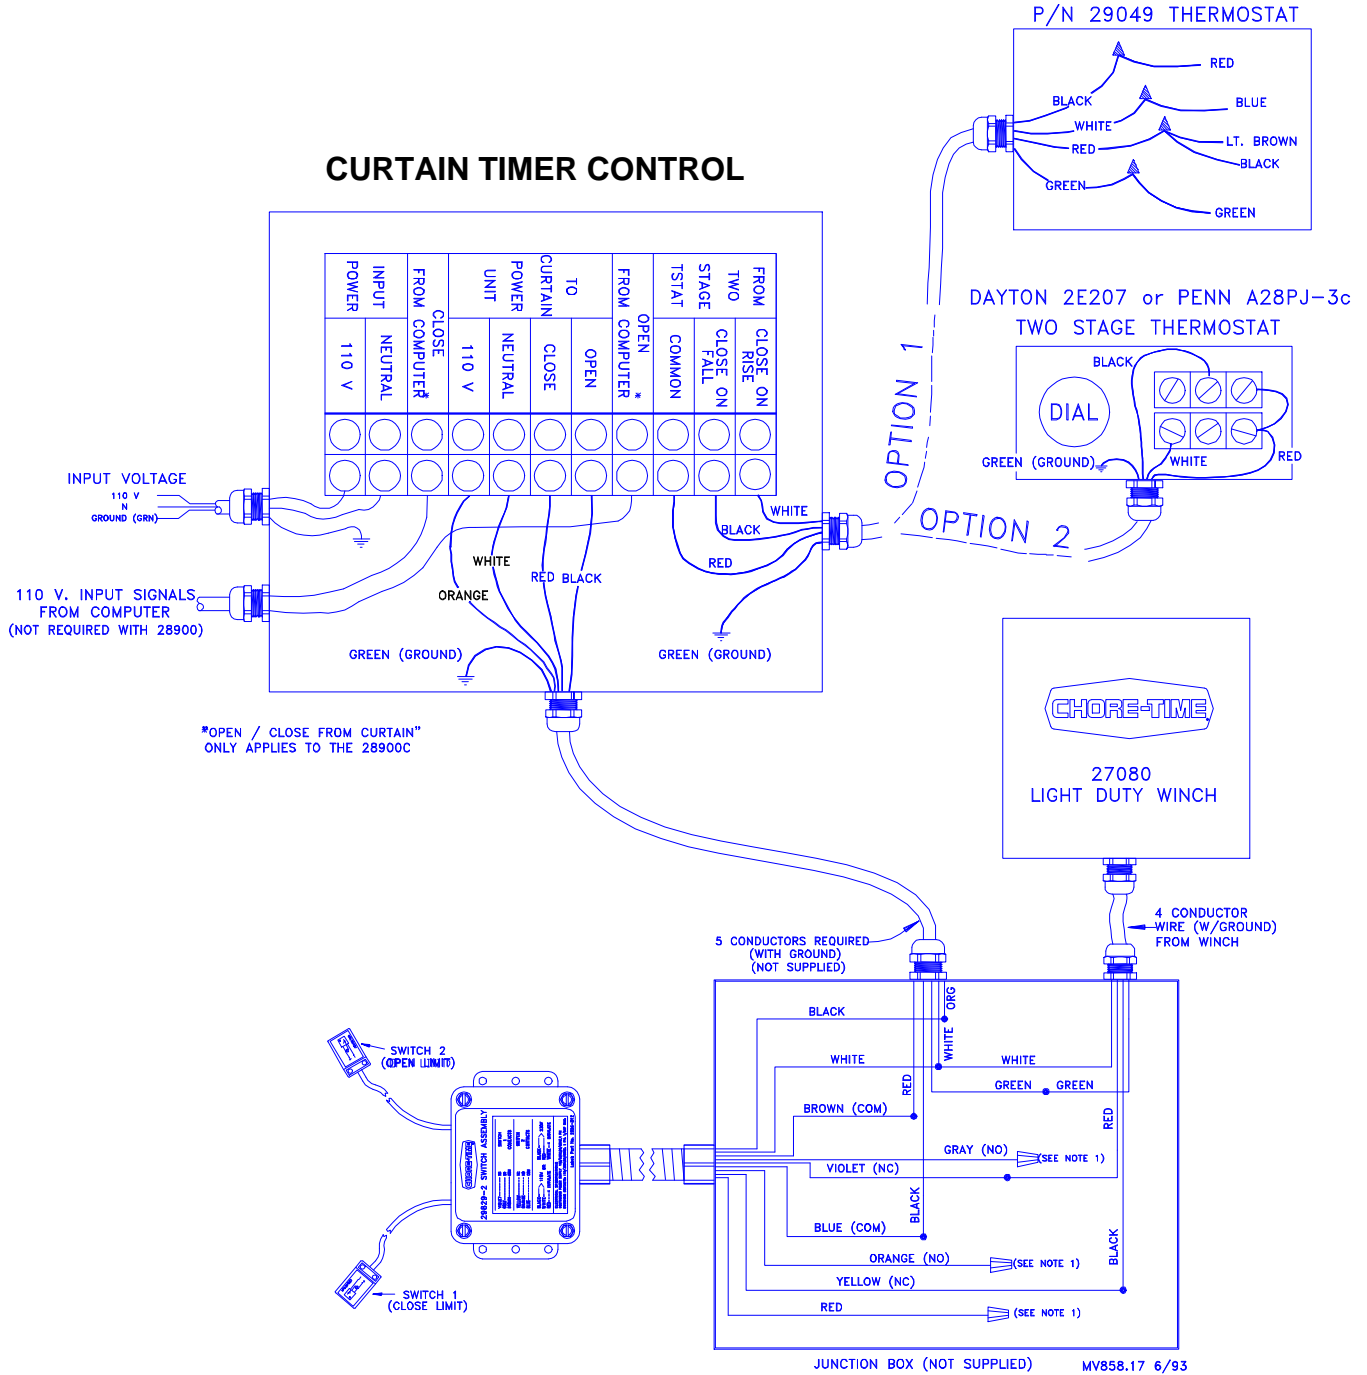 P/N 29049 THERMOSTAT
RED
BLACK
BLUE
WHITE
LT. BROWN
RED
BLACK
GREEN
GREEN
CURTAIN TIMER CONTROL
INPUT
POWER
110 V
NEUTRAL
CLOSE
FROM COMPUTER*
TO
CURTAIN
POWER
UNIT
110 V
NEUTRAL
CLOSE
OPEN
OPEN *
FROM COMPUTER
FROM
TWO
STAGE
TSTAT
COMMON
CLOSE ON
FALL
CLOSE ON
RISE
OPTION 1
OPTION 2
DAYTON 2E207 or PENN A28PJ-3c
TWO STAGE THERMOSTAT
BLACK
DIAL
GREEN (GROUND)
WHITE
RED
INPUT VOLTAGE
110 V
N
GROUND (GRN)
WHITE
BLACK
RED
WHITE
ORANGE
RED
BLACK
110 V. INPUT SIGNALS
FROM COMPUTER
(NOT REQUIRED WITH 28900)
GREEN (GROUND)
GREEN (GROUND)
*OPEN / CLOSE FROM CURTAIN"
ONLY APPLIES TO THE 28900C
CHORE-TIME
27080
LIGHT DUTY WINCH
5 CONDUCTORS REQUIRED
(WITH GROUND)
(NOT SUPPLIED)
4 CONDUCTOR
WIRE (W/GROUND)
FROM WINCH
BLACK
ORG
WHITE
WHITE
WHITE
RED
GREEN
GREEN
BROWN (COM)
RED
GRAY (NO)
(SEE NOTE 1)
VIOLET (NC)
BLACK
BLUE (COM)
BLACK
ORANGE (NO)
(SEE NOTE 1)
YELLOW (NC)
RED
(SEE NOTE 1)
SWITCH 2
(OPEN LIMIT)
CHORE-TIME
29829-2 SWITCH ASSEMBLY
SWITCH 1
(CLOSE LIMIT)
JUNCTION BOX (NOT SUPPLIED)
MV858.17 6/93